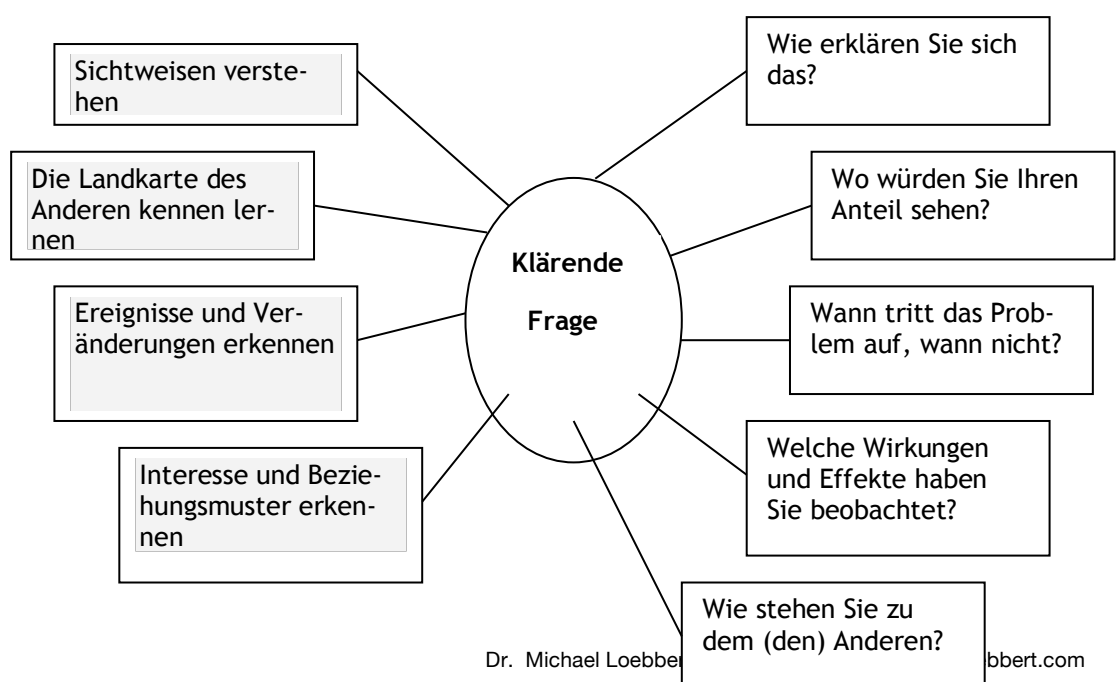 Sichtweisen verste-
hen
Die Landkarte des
Anderen kennen ler-
nen
Ereignisse und Ver-
änderungen erkennen
Interesse und Bezie-
hungsmuster erken-
nen
Klärende
Frage
Wie erklären Sie sich
das?
Wo würden Sie Ihren
Anteil sehen?
Wann tritt das Prob-
lem auf, wann nicht?
Welche Wirkungen
und Effekte haben
Sie beobachtet?
Wie stehen Sie zu
dem (den) Anderen?
Dr. Michael Loebber bbert.com